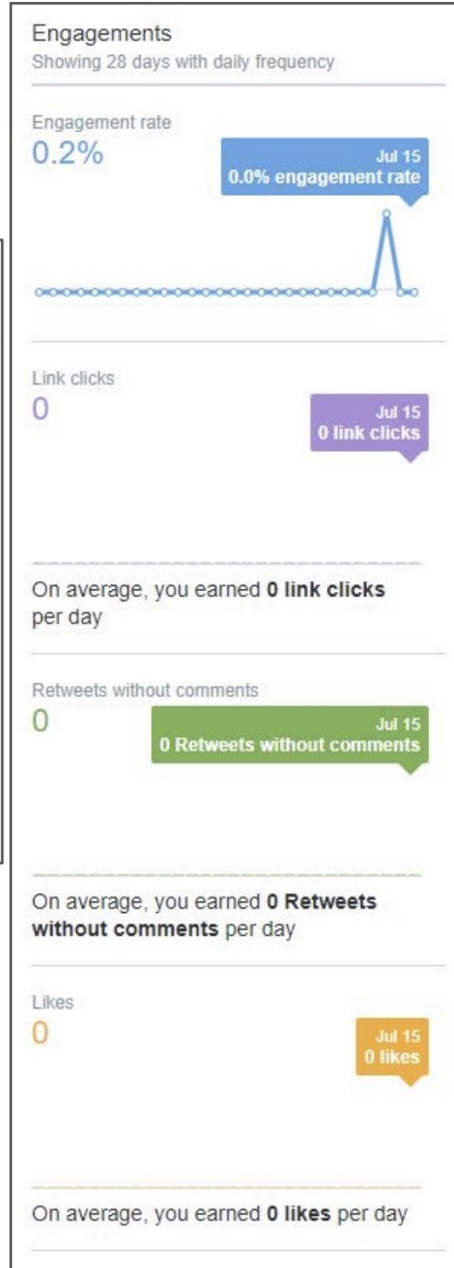 Engagements
Showing 28 days with daily frequency
Engagement rate
0.2%
Jul 15
0.0% engagement rate
Link clicks
0
Jul 15
0 link clicks
On average, you earned 0 link clicks
per day
Retweets without comments
0
Jul 15
0 Retweets without comments
On average, you earned 0 Retweets
without comments per day
Likes
0
Jul 15
0 likes
On average, you earned 0 likes per day